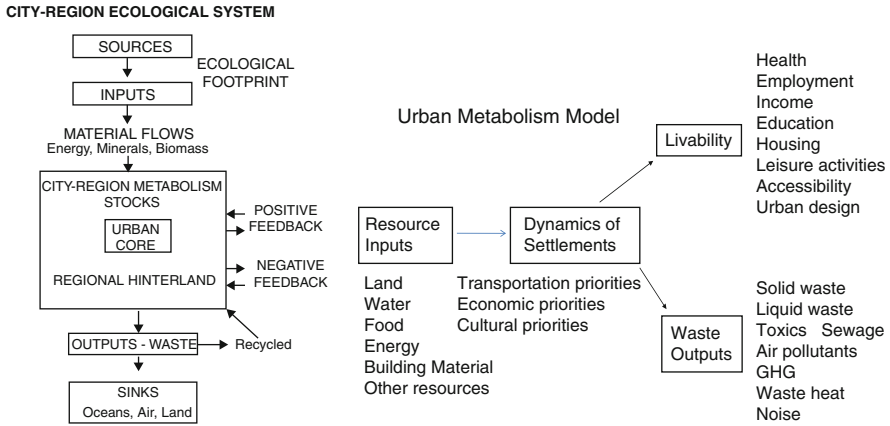 CITY-REGION ECOLOGICAL SYSTEM
SOURCES
ECOLOGICAL
FOOTPRINT
INPUTS
MATERIAL FLOWS
Energy, Minerals, Biomass
CITY-REGION METABOLISM
STOCKS
URBAN
CORE
REGIONAL HINTERLAND
POSITIVE
FEEDBACK
NEGATIVE
FEEDBACK
OUTPUTS - WASTE
Recycled
SINKS
Oceans, Air, Land
Urban Metabolism Model
Resource
Inputs
Land
Water
Food
Energy
Building Material
Other resources
Dynamics of
Settlements
Transportation priorities
Economic priorities
Cultural priorities
Livability
Health
Employment
Income
Education
Housing
Leisure activities
Accessibility
Urban design
Waste
Outputs
Solid waste
Liquid waste
Toxics Sewage
Air pollutants
GHG
Waste heat
Noise